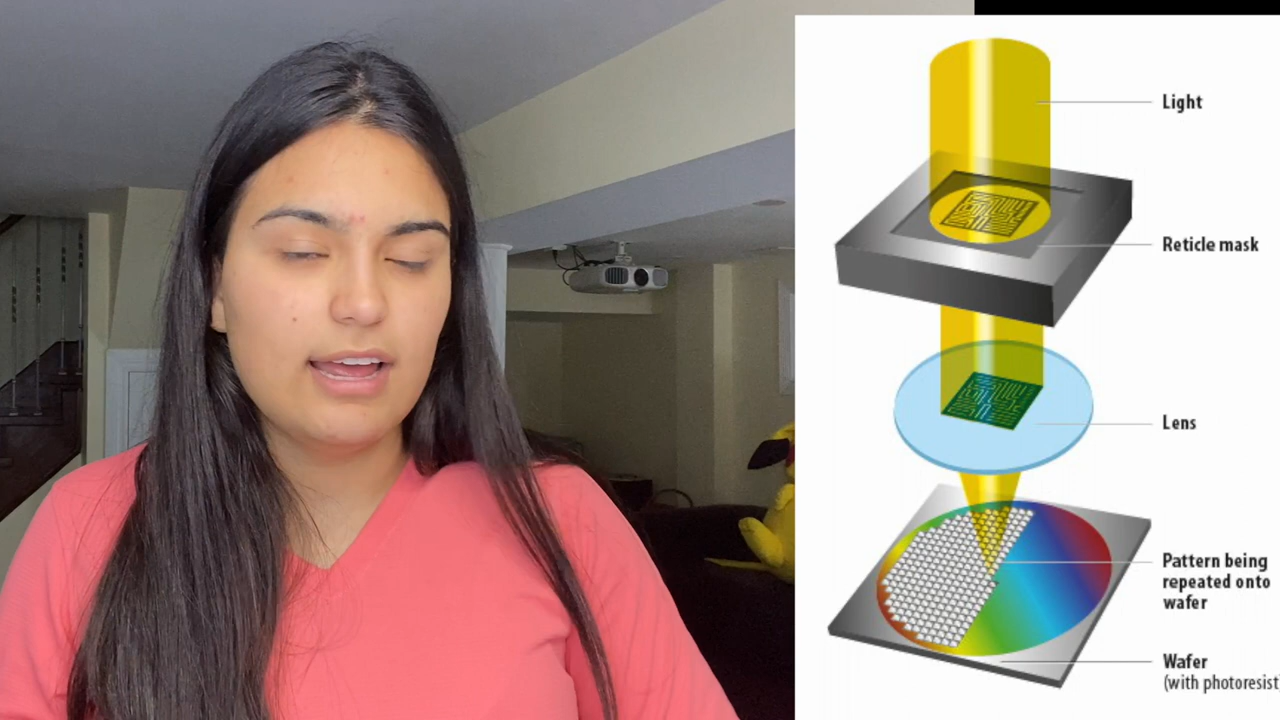 Light
Reticle mask
Lens
Pattern being
repeated onto
wafer
Wafer
(with photoresist